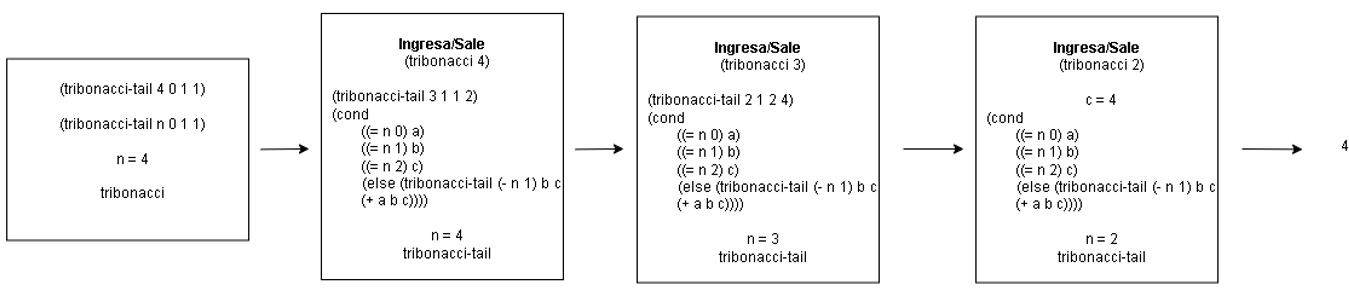 (tribonacci-tail 4 0 1 1)
(tribonacci-tail n 0 1 1)
n = 4
tribonacci
Ingresa/Sale
(tribonacci 4)
(tribonacci-tail 3 1 1 2)
(cond
((= n 0) a)
((= n 1) b)
((= n 2) c)
(else (tribonacci-tail (- n 1) b c
(+ a b c))))
n = 4
tribonacci-tail
Ingresa/Sale
(tribonacci 3)
(tribonacci-tail 2 1 2 4)
(cond
((= n 0) a)
((= n 1) b)
((= n 2) c)
(else (tribonacci-tail (- n 1) b c
(+ a b c))))
n = 3
tribonacci-tail
Ingresa/Sale
(tribonacci 2)
c = 4
(cond
((= n 0) a)
((= n 1) b)
((= n 2) c)
(else (tribonacci-tail (- n 1) b c
(+ a b c))))
n = 2
tribonacci-tail
4